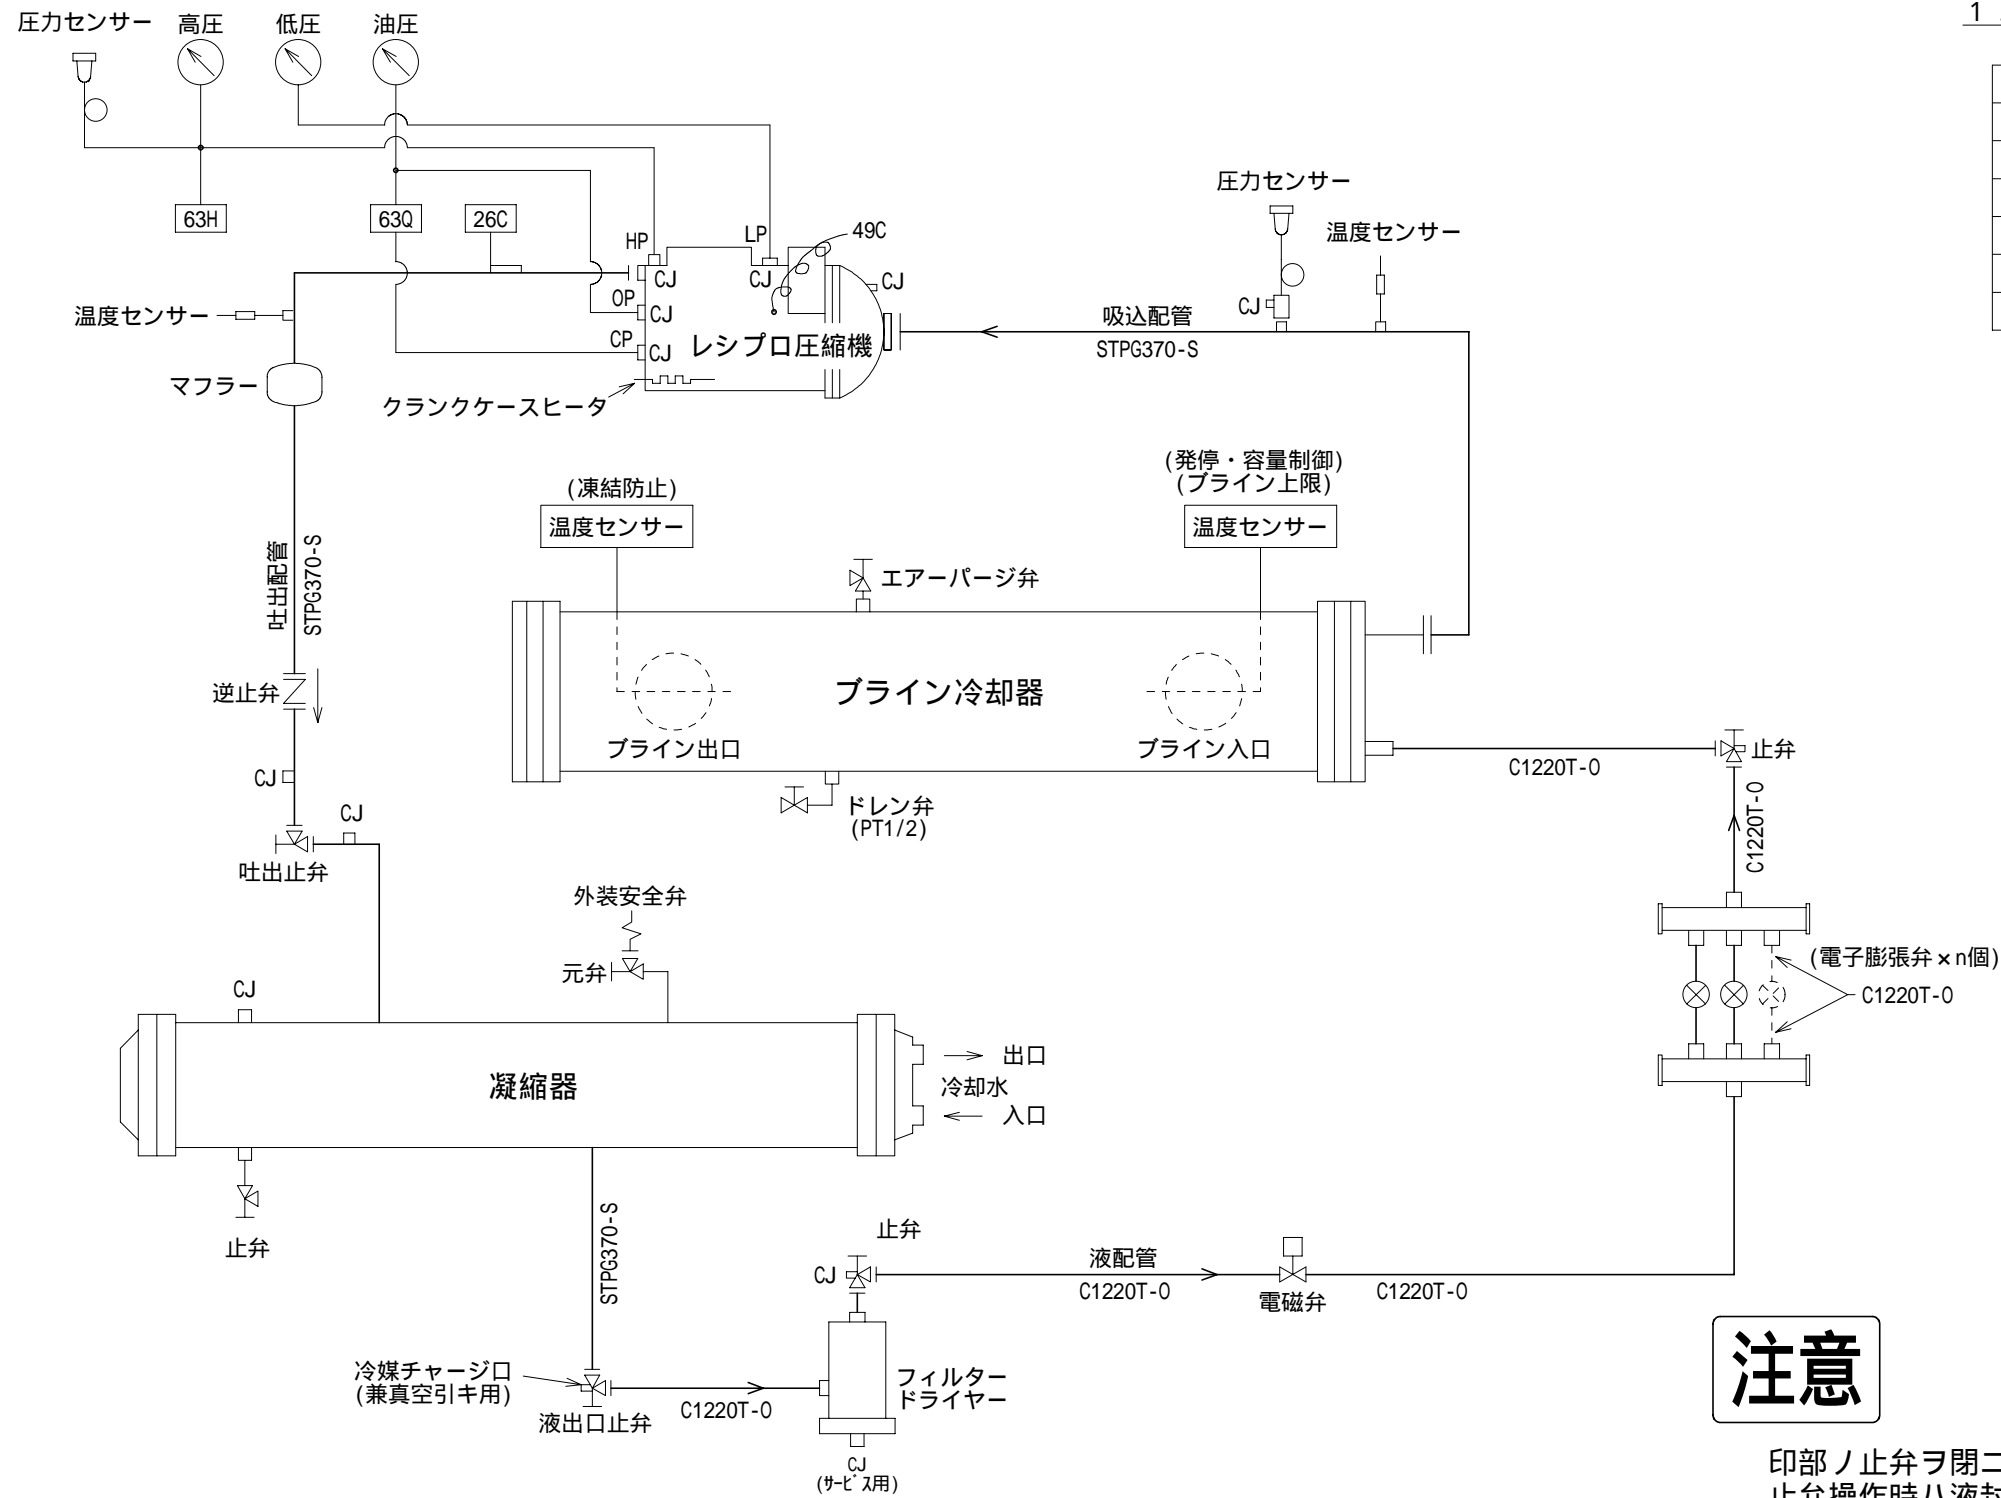 圧力センサー 高圧 低圧 油圧
1
63H 63Q 26C
HP LP 49C
CJ CJ CJ
OP
CJ
CP
CJ
レシプロ圧縮機
クランクケースヒータ
温度センサー
マフラー
圧力センサー
温度センサー
CJ
吸込配管
STPG370-S
(凍結防止)
温度センサー
(発停・容量制御)
(ブライン上限)
温度センサー
吐出配管
STPG370-S
エアーパージ弁
ブライン冷却器
逆止弁
ブライン出口
ブライン入口
CJ
CJ
ドレン弁
(PT1/2)
C1220T-O
止弁
C1220T-O
吐出止弁
外装安全弁
元弁
CJ
(電子膨張弁×n個)
C1220T-O
凝縮器
出口
冷却水
入口
止弁
STPG370-S
止弁
CJ
液配管
C1220T-O
電磁弁
C1220T-O
冷媒チャージ口
(兼真空引キ用)
液出口止弁
C1220T-O
フィルター
ドライヤー
CJ
(サービス用)
注意
印部ノ止弁ヲ閉ニ
止弁操作時ハ液封